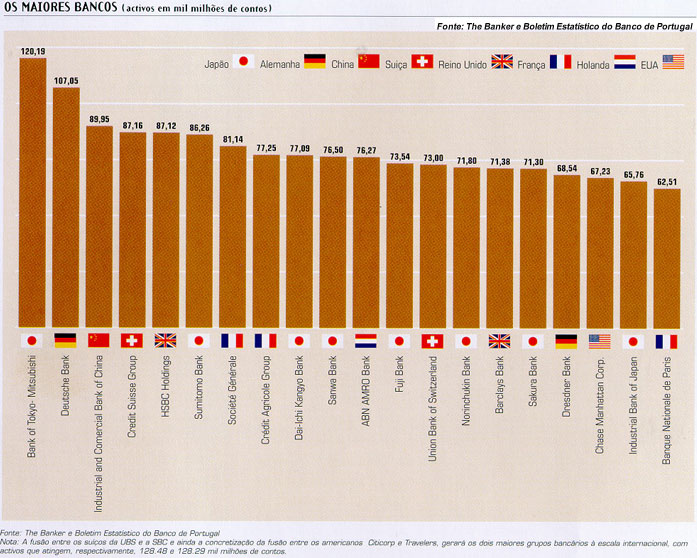 OS MAIORES BANCOS (activos em mil milhões de contos)
Fonte: The Banker e Boletim Estatístico do Banco de Portugal
Japão Alemanha China Suiça Reino Unido França Holanda EUA
120,19
107,05
89,95
87,16
87,12
86,26
81,14
77,25
77,09
76,50
76,27
73,54
73,00
71,80
71,38
71,30
68,54
67,23
65,76
62,51
Bank of Tokyo- Mitsubishi
Deutsche Bank
Industrial and Comercial Bank of China
Credit Suisse Group
HSBC Holdings
Sumitomo Bank
Société Générale
Crédit Agricole Group
Dai-Ichi Kangyo Bank
Sanwa Bank
ABN AMRO Bank
Fuji Bank
Union Bank of Switzerland
Norinchukin Bank
Barclays Bank
Sakura Bank
Dresdner Bank
Chase Manhattan Corp.
Industrial Bank of Japan
Banque Nationale de Paris
Fonte: The Banker e Boletim Estatístico do Banco de Portugal
Nota: A fusão entre os suíços da UBS e a SBC e ainda a concretização da fusão entre os americanos Citicorp e Travelers, gerará os dois maiores grupos bancários à escala internacional, com
activos que atingem, respectivamente, 128.48 e 128.29 mil milhões de contos.